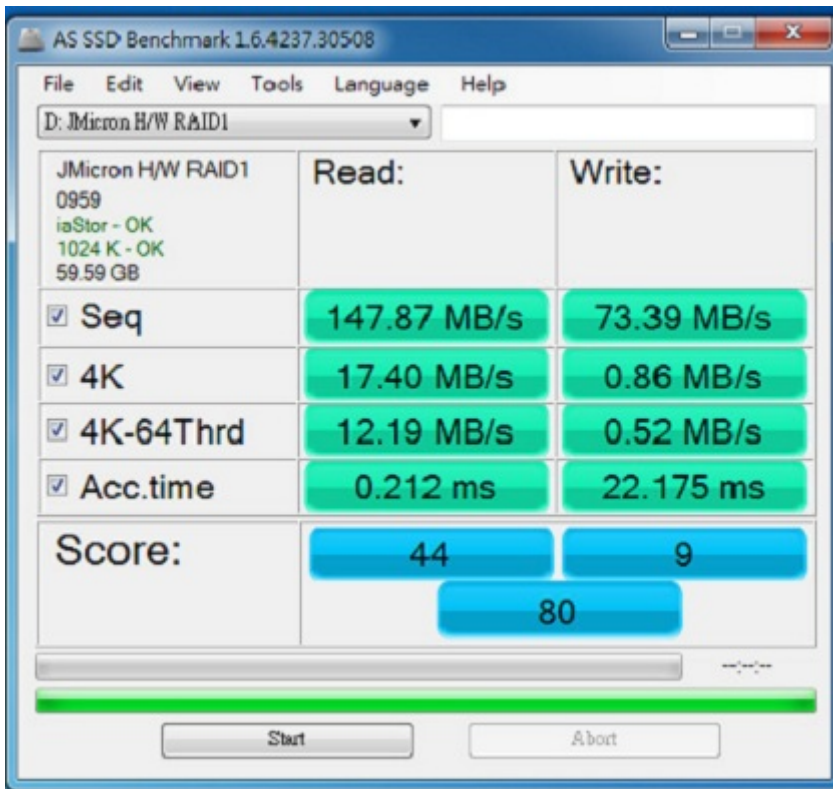 AS SSD Benchmark 1.6.4237.30508
File Edit View Tools Language Help
D: JMicron H/W RAID1
JMicron H/W RAID1
0959
iaStor - OK
1024 K - OK
59.59 GB
Read:
Write:
Seq
147.87 MB/s
73.39 MB/s
4K
17.40 MB/s
0.86 MB/s
4K-64Thrd
12.19 MB/s
0.52 MB/s
Acc.time
0.212 ms
22.175 ms
Score:
44
9
80
--:--:--
Start
Abort